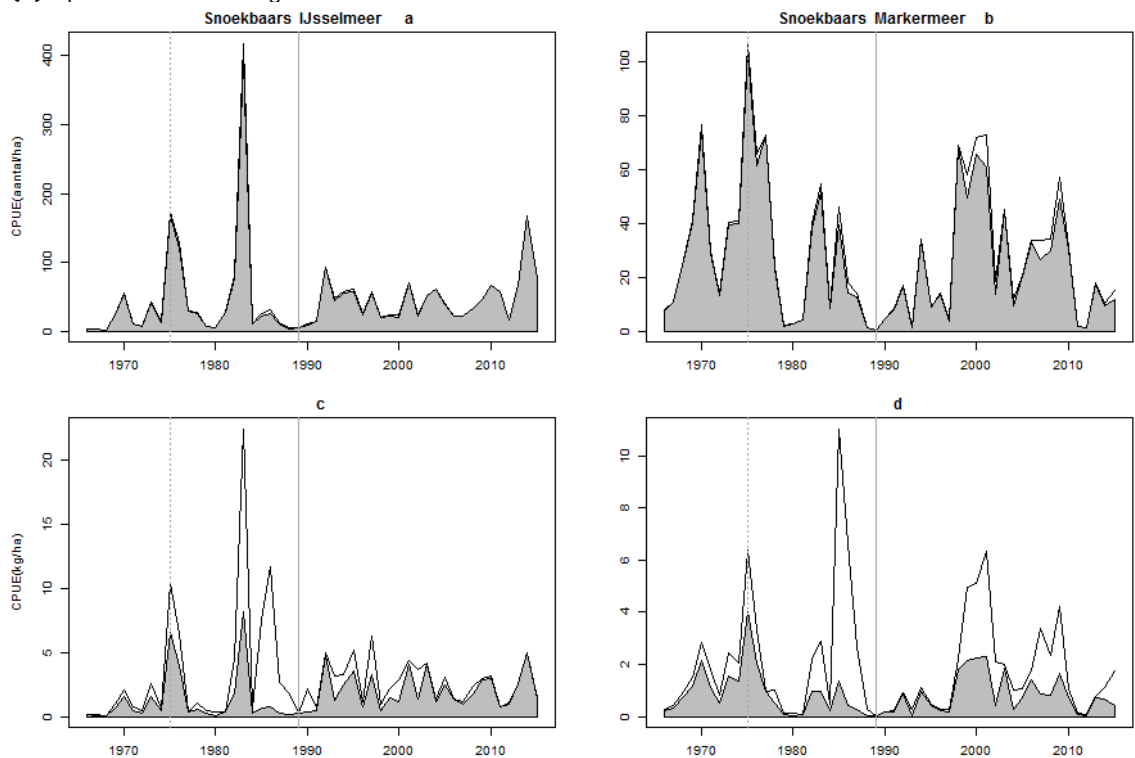 Snoekbaars IJsselmeer a
Snoekbaars Markermeer b
CPUE(aantal/ha)
0 100 200 300 400
1970 1980 1990 2000 2010
0 20 40 60 80 100
1970 1980 1990 2000 2010
c
d
CPUE(kg/ha)
0 5 10 15 20
1970 1980 1990 2000 2010
0 2 4 6 8 10
1970 1980 1990 2000 2010